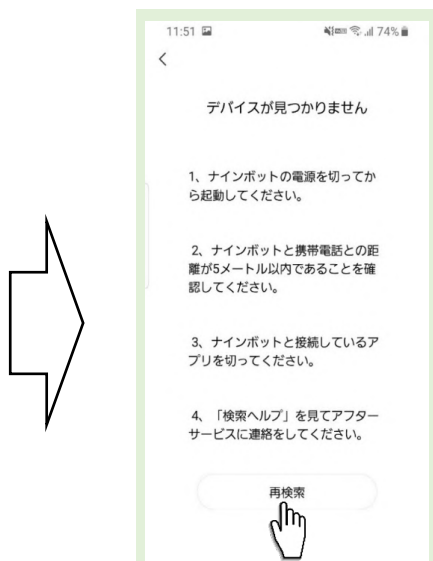 11:51 74%
デバイスが見つかりません
1、ナインボットの電源を切ってか
ら起動してください。
2、ナインボットと携帯電話との距
離が5メートル以内であることを確
認してください。
3、ナインボットと接続しているア
プリを切ってください。
4、「検索ヘルプ」を見てアフター
サービスに連絡をしてください。
再検索